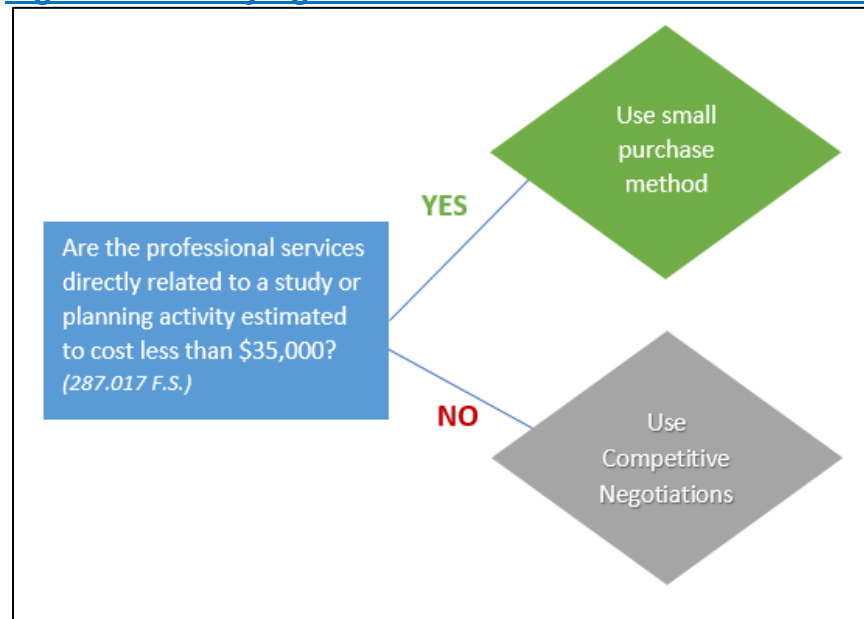 Are the professional services
directly related to a study or
planning activity estimated
to cost less than $35,000?
(287.017 F.S.)
YES
Use small
purchase
method
NO
Use
Competitive
Negotiations